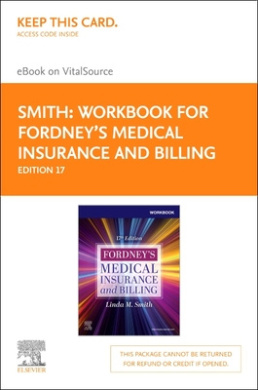 KEEP THIS CARD.
ACCESS CODE INSIDE
eBook on VitalSource
SMITH: WORKBOOK FOR
FORDNEY'S MEDICAL
INSURANCE AND BILLING
EDITION 17
WORKBOOK
17th Edition
FORDNEY'S
MEDICAL
INSURANCE
and BILLING
Linda M. Smith
ELSEVIER
THIS PACKAGE CANNOT BE
RETURNED FOR
REFUND OR CREDIT IF OPENED.